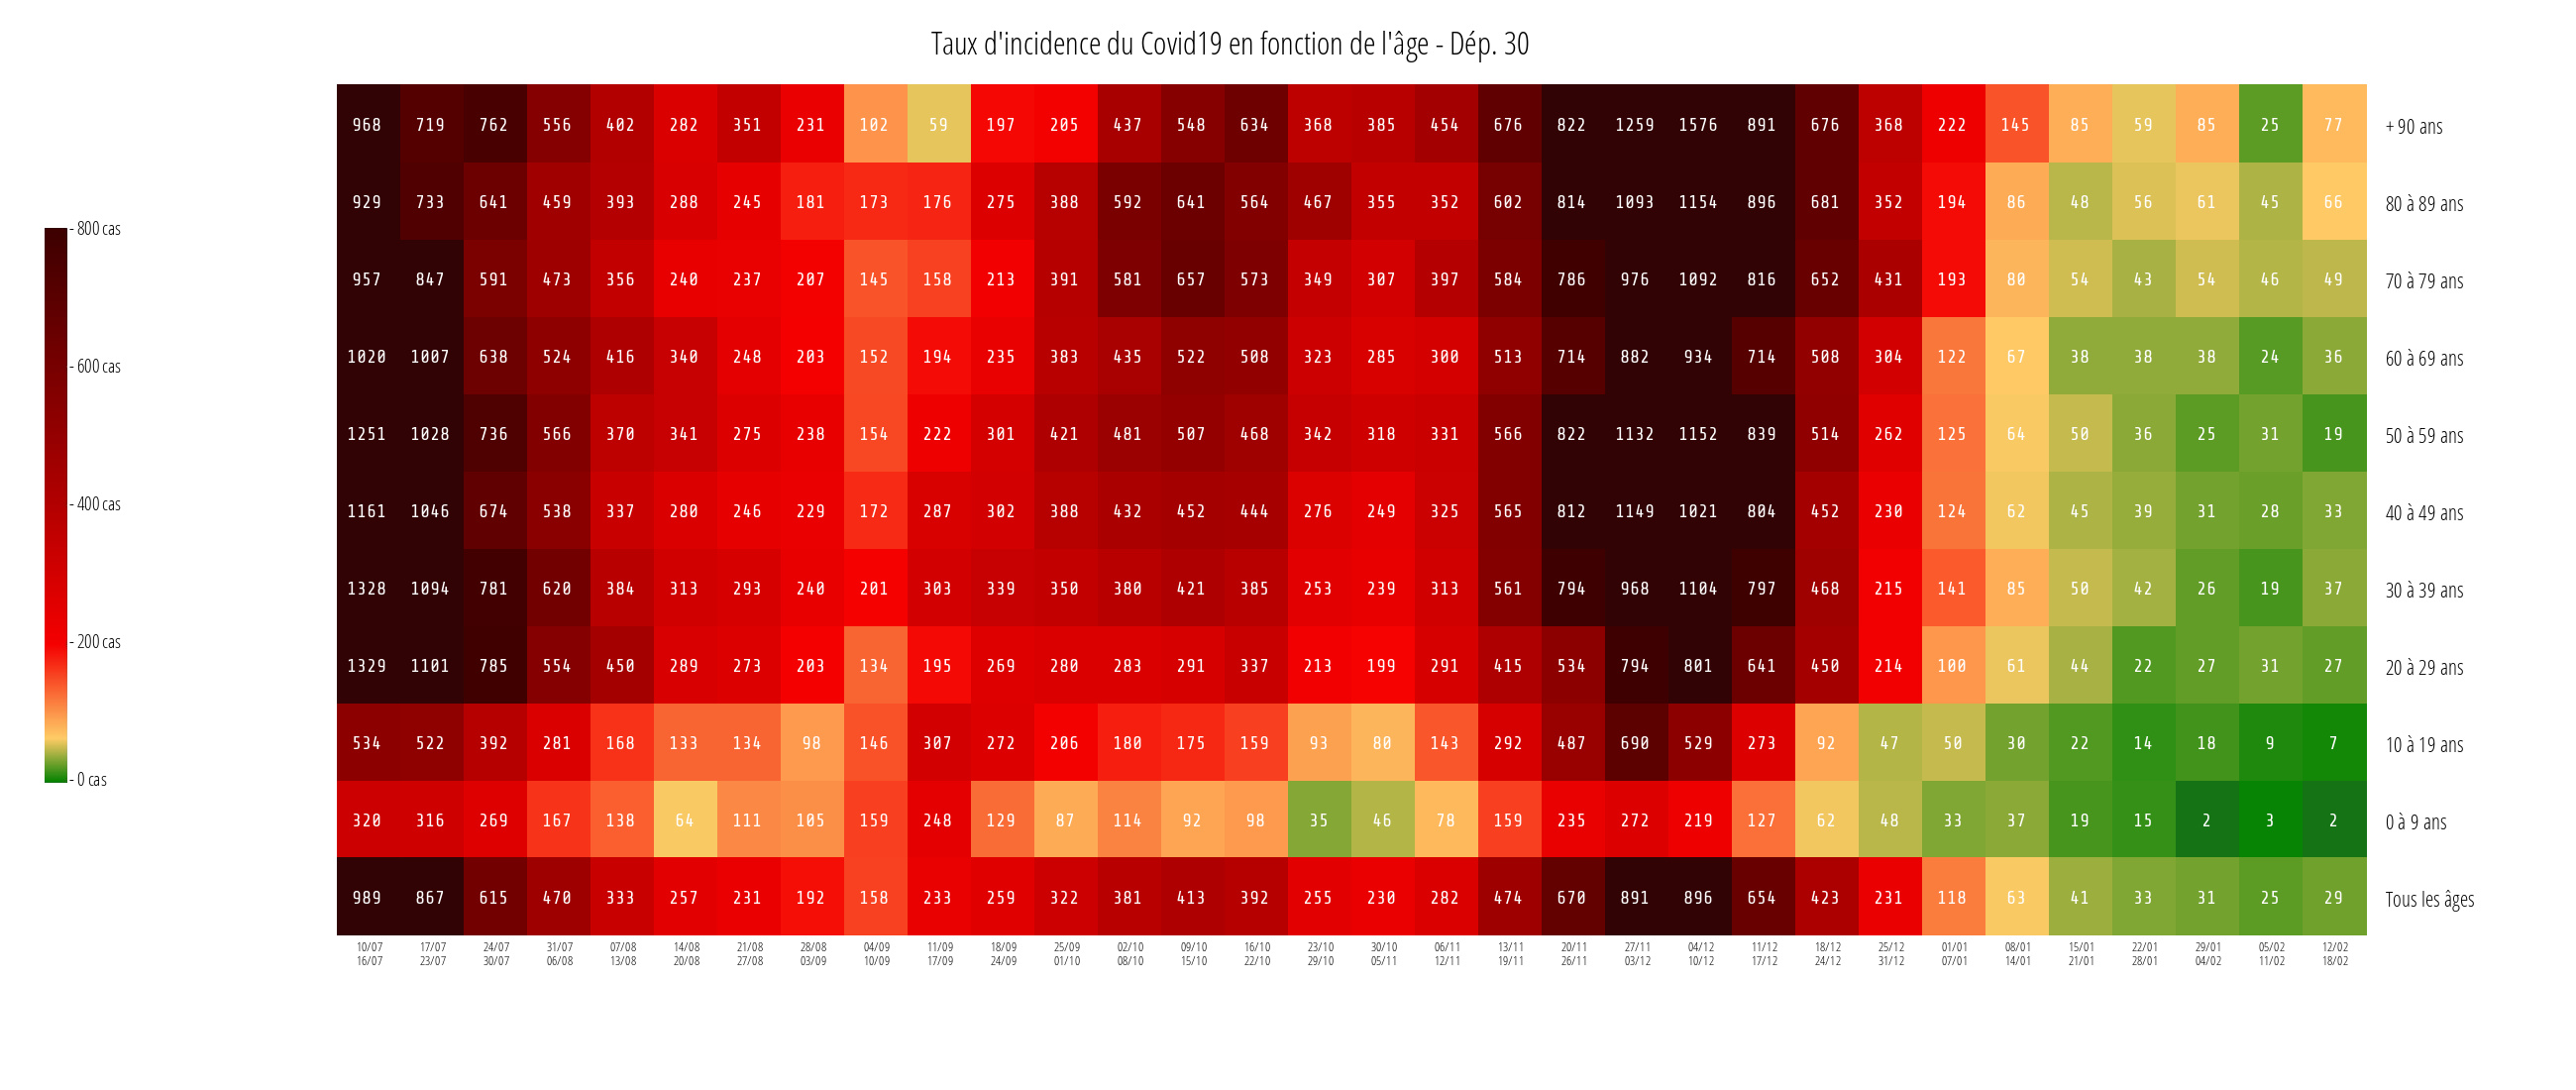 Taux d'incidence du Covid19 en fonction de l'âge - Dép. 30
- 800 cas
- 600 cas
- 400 cas
- 200 cas
- 0 cas
968 719 762 556 402 282 351 231 102 59 197 205 437 548 634 368 385 454 676 822 1259 1576 891 676 368 222 145 85 59 85 25 77 + 90 ans
929 733 641 459 393 288 245 181 173 176 275 388 592 641 564 467 355 352 602 814 1093 1154 896 681 352 194 86 48 56 61 45 66 80 à 89 ans
957 847 591 473 356 240 237 207 145 158 213 391 581 657 573 349 307 397 584 786 976 1092 816 652 431 193 80 54 43 54 46 49 70 à 79 ans
1020 1007 638 524 416 340 248 203 152 194 235 383 435 522 508 323 285 300 513 714 882 934 714 508 304 122 67 38 38 38 24 36 60 à 69 ans
1251 1028 736 566 370 341 275 238 154 222 301 421 481 507 468 342 318 331 566 822 1132 1152 839 514 262 125 64 50 36 25 31 19 50 à 59 ans
1161 1046 674 538 337 280 246 229 172 287 302 388 432 452 444 276 249 325 565 812 1149 1021 804 452 230 124 62 45 39 31 28 33 40 à 49 ans
1328 1094 781 620 384 313 293 240 201 303 339 350 380 421 385 253 239 313 561 794 968 1104 797 468 215 141 85 50 42 26 19 37 30 à 39 ans
1329 1101 785 554 450 289 273 203 134 195 269 280 283 291 337 213 199 291 415 534 794 801 641 450 214 100 61 44 22 27 31 27 20 à 29 ans
534 522 392 281 168 133 134 98 146 307 272 206 180 175 159 93 80 143 292 487 690 529 273 92 47 50 30 22 14 18 9 7 10 à 19 ans
320 316 269 167 138 64 111 105 159 248 129 87 114 92 98 35 46 78 159 235 272 219 127 62 48 33 37 19 15 2 3 2 0 à 9 ans
989 867 615 470 333 257 231 192 158 233 259 322 381 413 392 255 230 282 474 670 891 896 654 423 231 118 63 41 33 31 25 29 Tous les âges
10/07 17/07 24/07 31/07 07/08 14/08 21/08 28/08 04/09 11/09 18/09 25/09 02/10 09/10 16/10 23/10 30/10 06/11 13/11 20/11 27/11 04/12 11/12 18/12 25/12 01/01 08/01 15/01 22/01 29/01 05/02 12/02
16/07 23/07 30/07 06/08 13/08 20/08 27/08 03/09 10/09 17/09 24/09 01/10 08/10 15/10 22/10 29/10 05/11 12/11 19/11 26/11 03/12 10/12 17/12 24/12 31/12 07/01 14/01 21/01 28/01 04/02 11/02 18/02